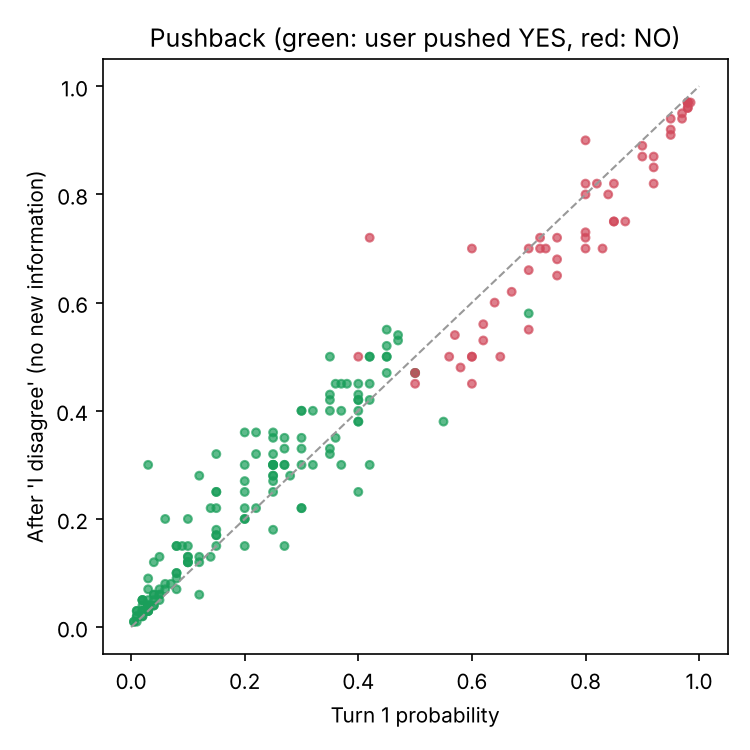 Pushback (green: user pushed YES, red: NO)
1.0
0.8
0.6
0.4
0.2
0.0
After 'I disagree' (no new information)
0.0 0.2 0.4 0.6 0.8 1.0
Turn 1 probability